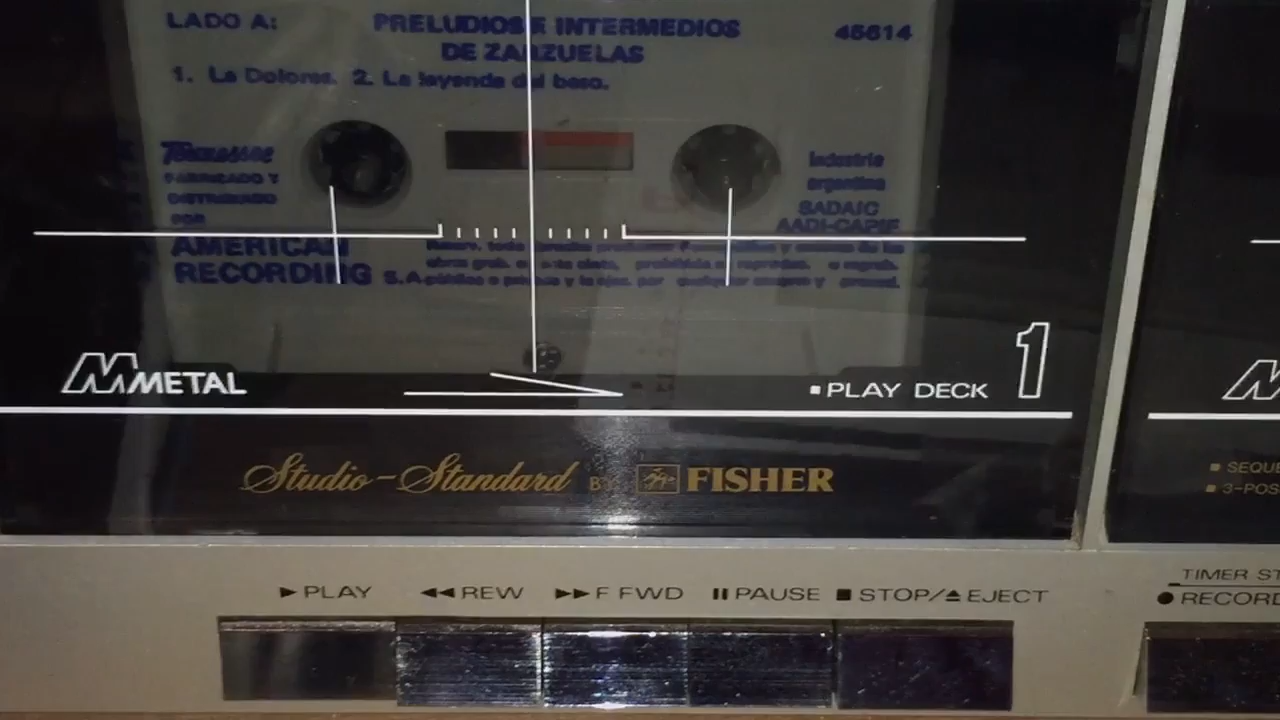 LADO A:
PRELUDIOS E INTERMEDIOS
DE ZARZUELAS
45614
1. La Dolores. 2. La leyenda del beso.
FABRICADO Y
DISTRIBUIDO
POR
AMERICAN
RECORDING S.A.
Industria
argentina
SADAIC
AADI-CAPIF
METAL
PLAY DECK
1
Studio-Standard BY FISHER
SEQUE
3-POS
▶ PLAY ◀◀ REW ▶▶ F FWD ⏸ PAUSE ■ STOP/⏏ EJECT
TIMER ST
● RECORD